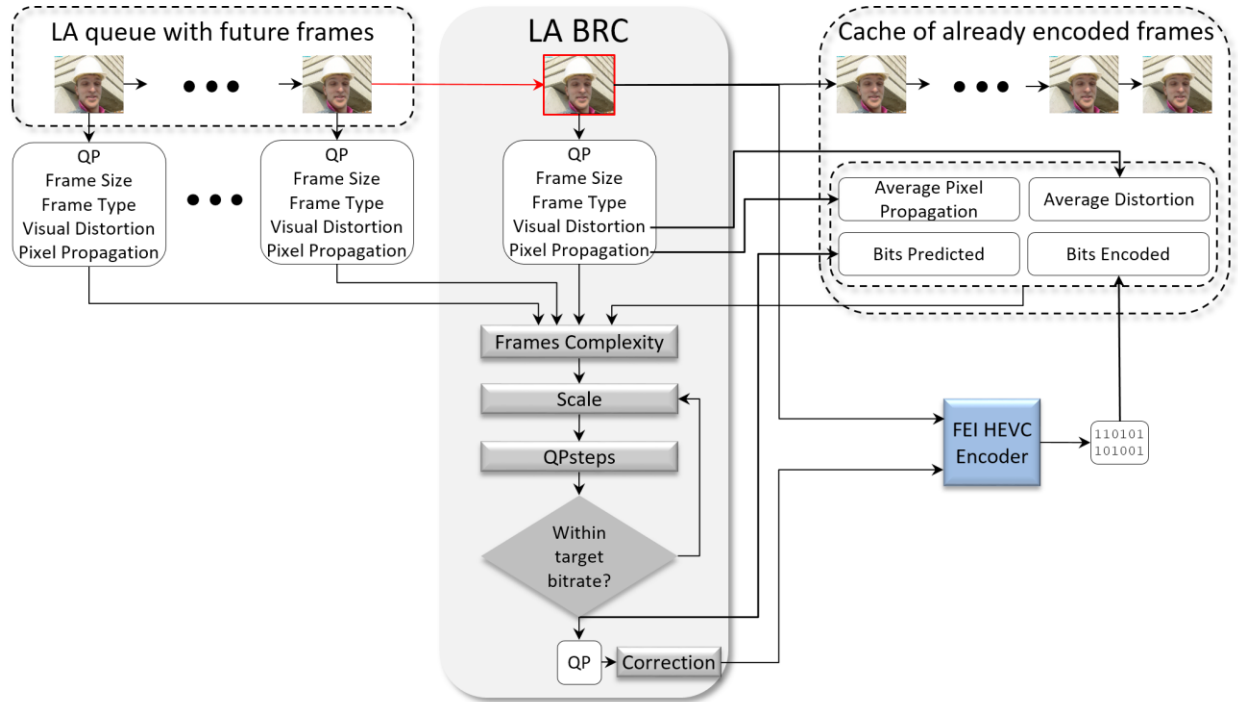 LA queue with future frames
LA BRC
Cache of already encoded frames
QP
Frame Size
Frame Type
Visual Distortion
Pixel Propagation
QP
Frame Size
Frame Type
Visual Distortion
Pixel Propagation
QP
Frame Size
Frame Type
Visual Distortion
Pixel Propagation
Average Pixel
Propagation
Average Distortion
Bits Predicted
Bits Encoded
Frames Complexity
Scale
QPsteps
Within
target
bitrate?
QP
Correction
FEI HEVC
Encoder
110101
101001